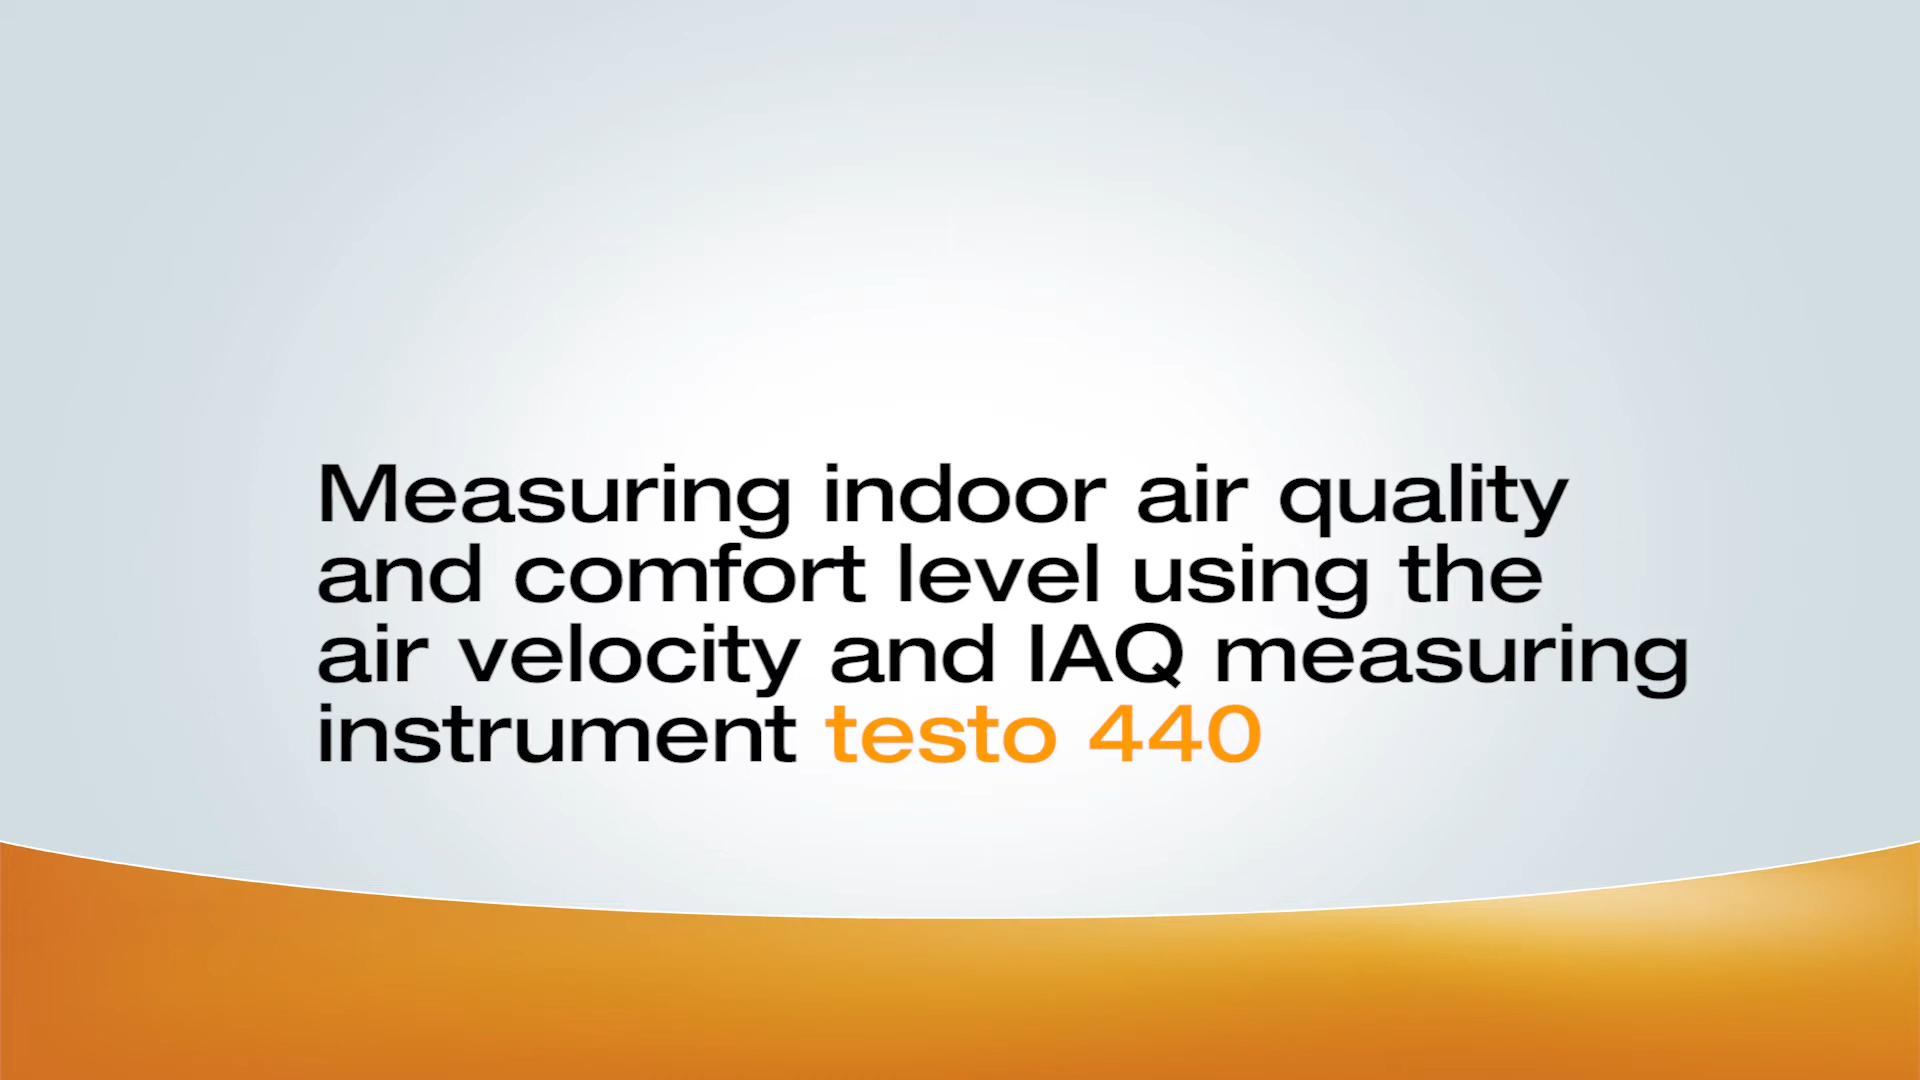 Measuring indoor air quality
and comfort level using the
air velocity and IAQ measuring
instrument testo 440